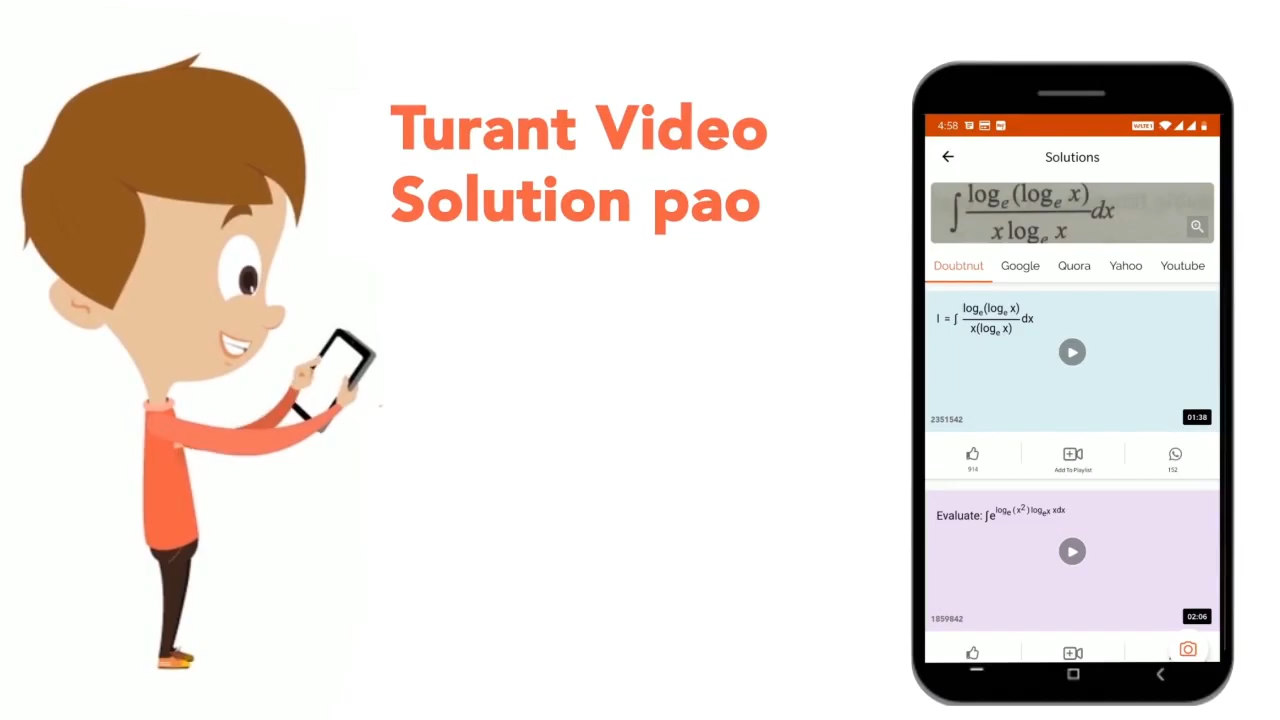 Turant Video
Solution pao
4:58
VoLTE1
Solutions
∫ logₑ(logₑ x) / x logₑ x dx
Doubtnut Google Quora Yahoo Youtube
I = ∫ logₑ(logₑ x) / x(logₑ x) dx
2351542 01:38
914 Add To Playlist 152
Evaluate: ∫e^logₑ(x²)logₑx xdx
1859842 02:06